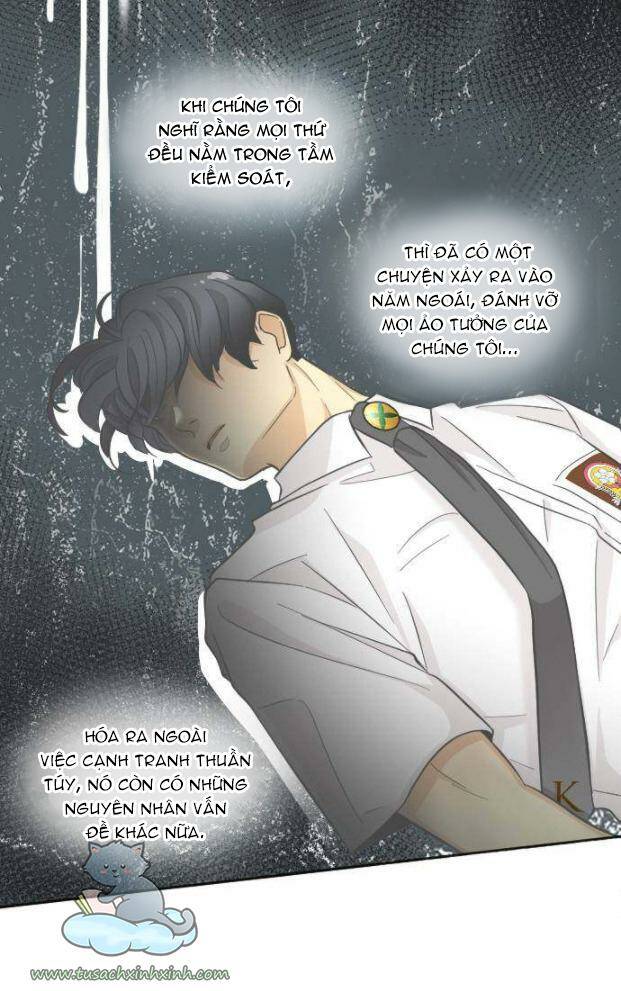 KHI CHÚNG TÔI
NGHĨ RẰNG MỌI THỨ
ĐỀU NẰM TRONG TẦM
KIỂM SOÁT,
THÌ ĐÃ CÓ MỘT
CHUYỆN XẢY RA VÀO
NĂM NGOÁI, ĐÁNH VỠ
MỌI ẢO TƯỞNG CỦA
CHÚNG TÔI...
K
HÓA RA NGOÀI
VIỆC CẠNH TRANH THUẦN
TÚY, NÓ CÒN CÓ NHỮNG
NGUYÊN NHÂN VẤN
ĐỀ KHÁC NỮA.
www.tusachxinhxinh.com